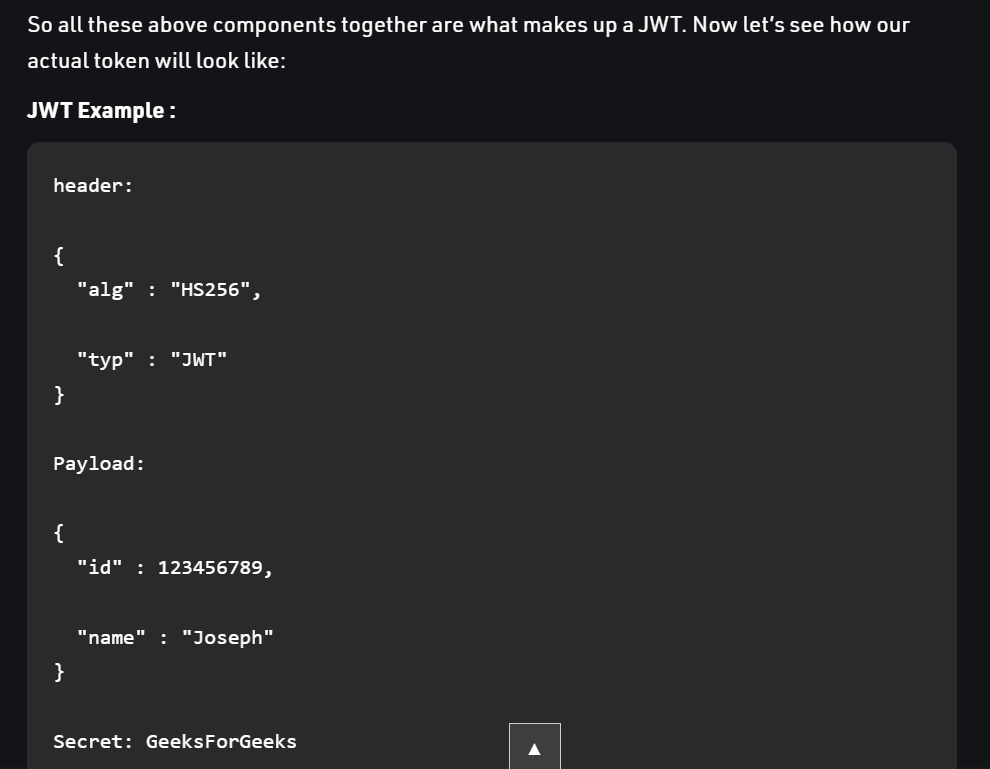 So all these above components together are what makes up a JWT. Now let's see how our
actual token will look like:
JWT Example :
header:
{
"alg" : "HS256",
"typ" : "JWT"
}
Payload:
{
"id" : 123456789,
"name" : "Joseph"
}
Secret: GeeksForGeeks